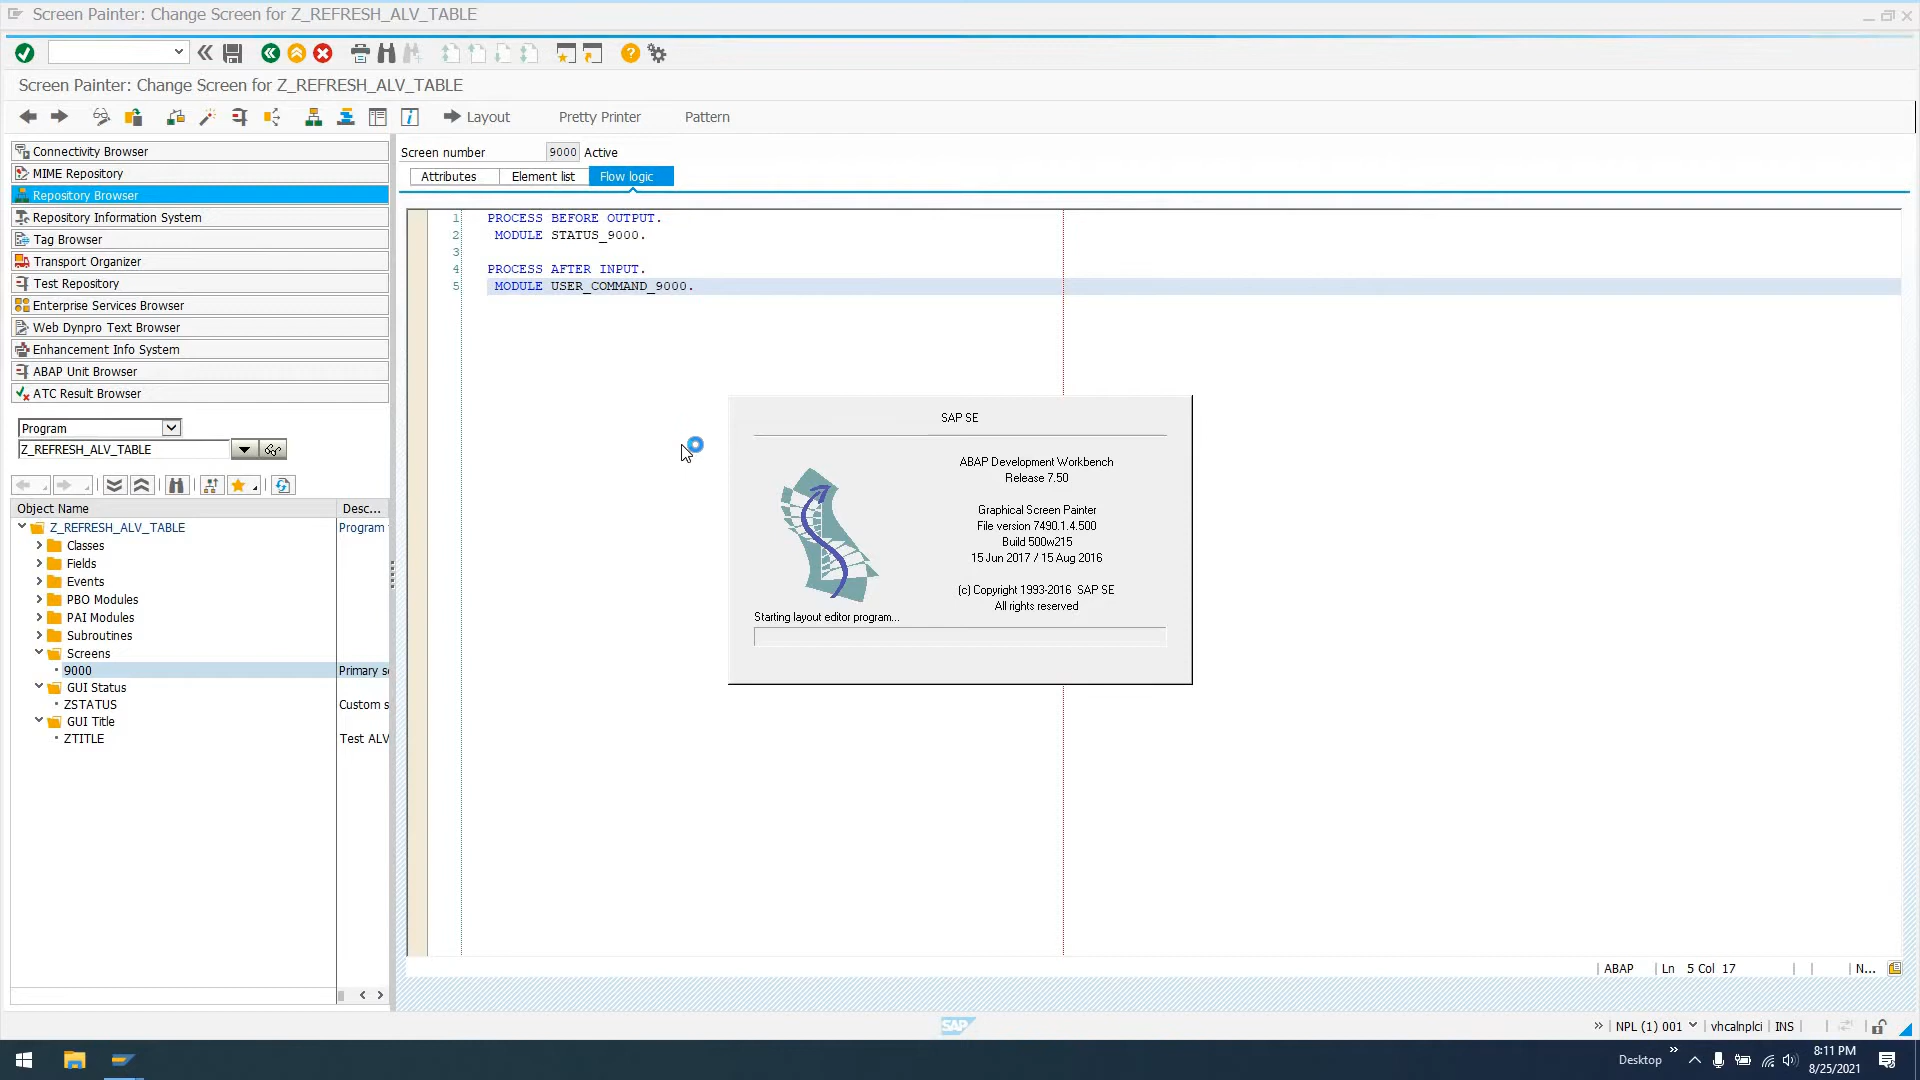 Screen Painter: Change Screen for Z_REFRESH_ALV_TABLE
Screen Painter: Change Screen for Z_REFRESH_ALV_TABLE
Layout
Pretty Printer
Pattern
Connectivity Browser
MIME Repository
Repository Browser
Repository Information System
Tag Browser
Transport Organizer
Test Repository
Enterprise Services Browser
Web Dynpro Text Browser
Enhancement Info System
ABAP Unit Browser
ATC Result Browser
Program
Z_REFRESH_ALV_TABLE
Object Name Desc...
Z_REFRESH_ALV_TABLE Program
Classes
Fields
Events
PBO Modules
PAI Modules
Subroutines
Screens
9000 Primary s
GUI Status
ZSTATUS Custom s
GUI Title
ZTITLE Test ALV
Screen number 9000 Active
Attributes Element list Flow logic
1 PROCESS BEFORE OUTPUT.
2 MODULE STATUS_9000.
3
4 PROCESS AFTER INPUT.
5 MODULE USER_COMMAND_9000.
SAP SE
ABAP Development Workbench
Release 7.50
Graphical Screen Painter
File version 7490.1.4.500
Build 500w215
15 Jun 2017 / 15 Aug 2016
(c) Copyright 1993-2016 SAP SE
All rights reserved
Starting layout editor program...
ABAP Ln 5 Col 17 N...
SAP
NPL (1) 001 vhcalnplci INS
Desktop
8:11 PM
8/25/2021